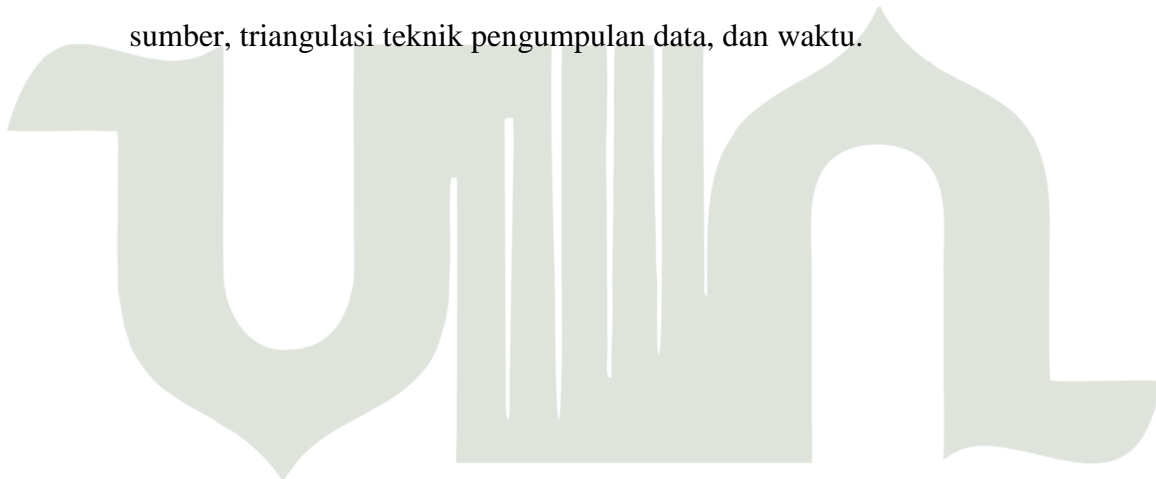 sumber, triangulasi teknik pengumpulan data, dan waktu.